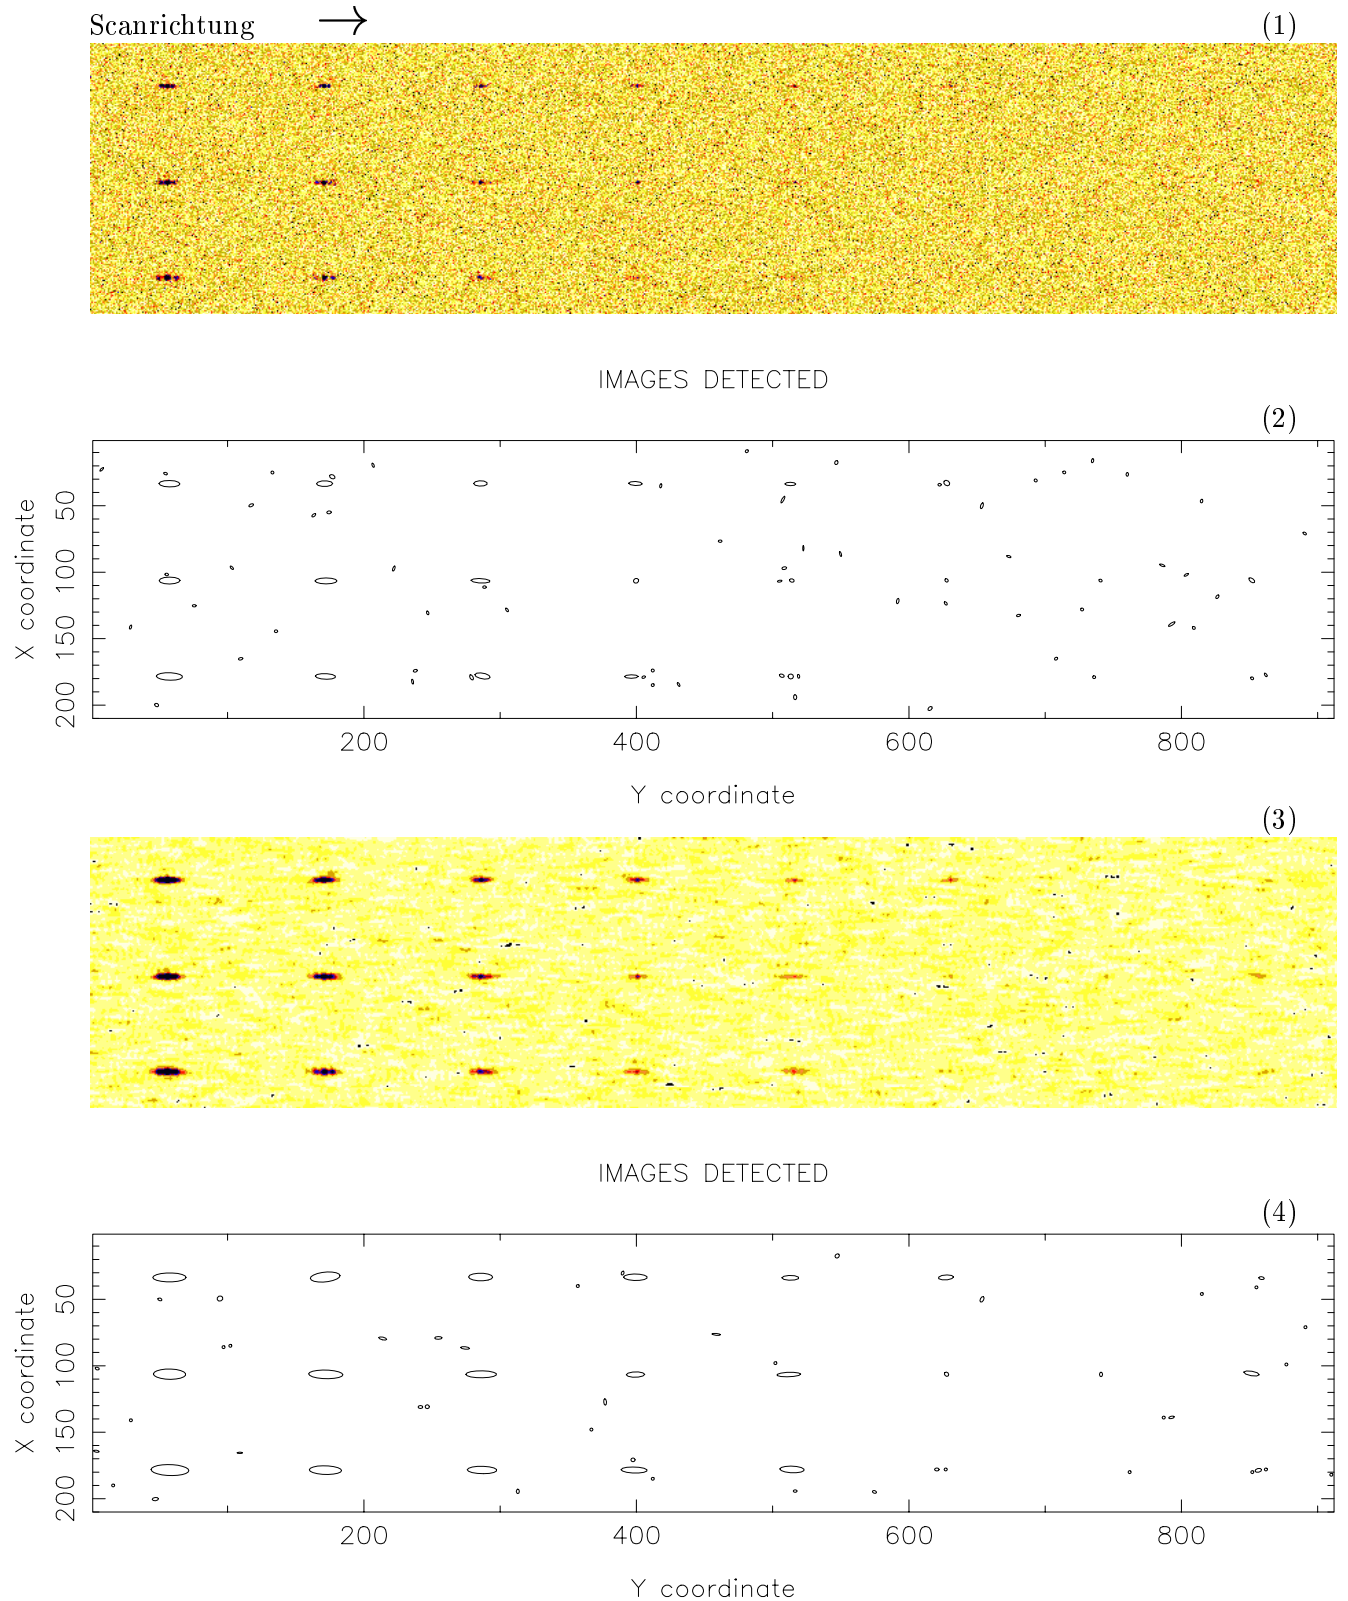 Scanrichtung → (1)
IMAGES DETECTED
(2)
X coordinate
50
100
150
200
200 400 600 800
Y coordinate
(3)
IMAGES DETECTED
(4)
X coordinate
50
100
150
200
200 400 600 800
Y coordinate